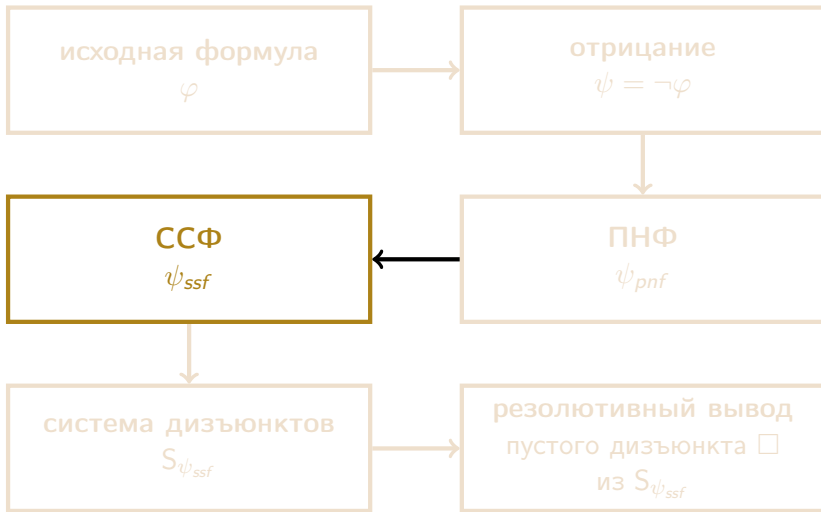 исходная формула
φ
отрицание
ψ = ¬φ
ССФ
ψ_ssf
ПНФ
ψ_pnf
система дизъюнктов
S_ψ_ssf
резолютивный вывод
пустого дизъюнкта □
из S_ψ_ssf